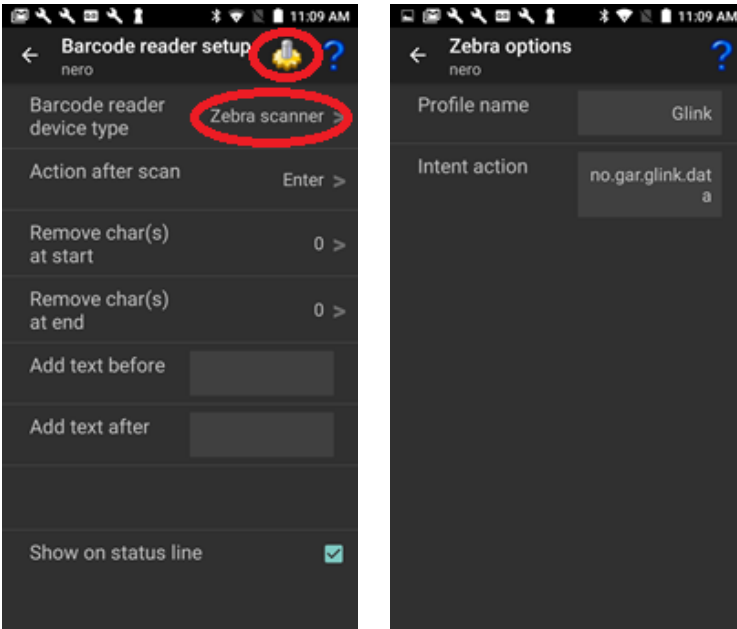 11:09 AM
Barcode reader setup
nero
?
Barcode reader
device type
Zebra scanner >
Action after scan
Enter >
Remove char(s)
at start
0 >
Remove char(s)
at end
0 >
Add text before
Add text after
Show on status line
11:09 AM
Zebra options
nero
?
Profile name
Glink
Intent action
no.gar.glink.dat
a